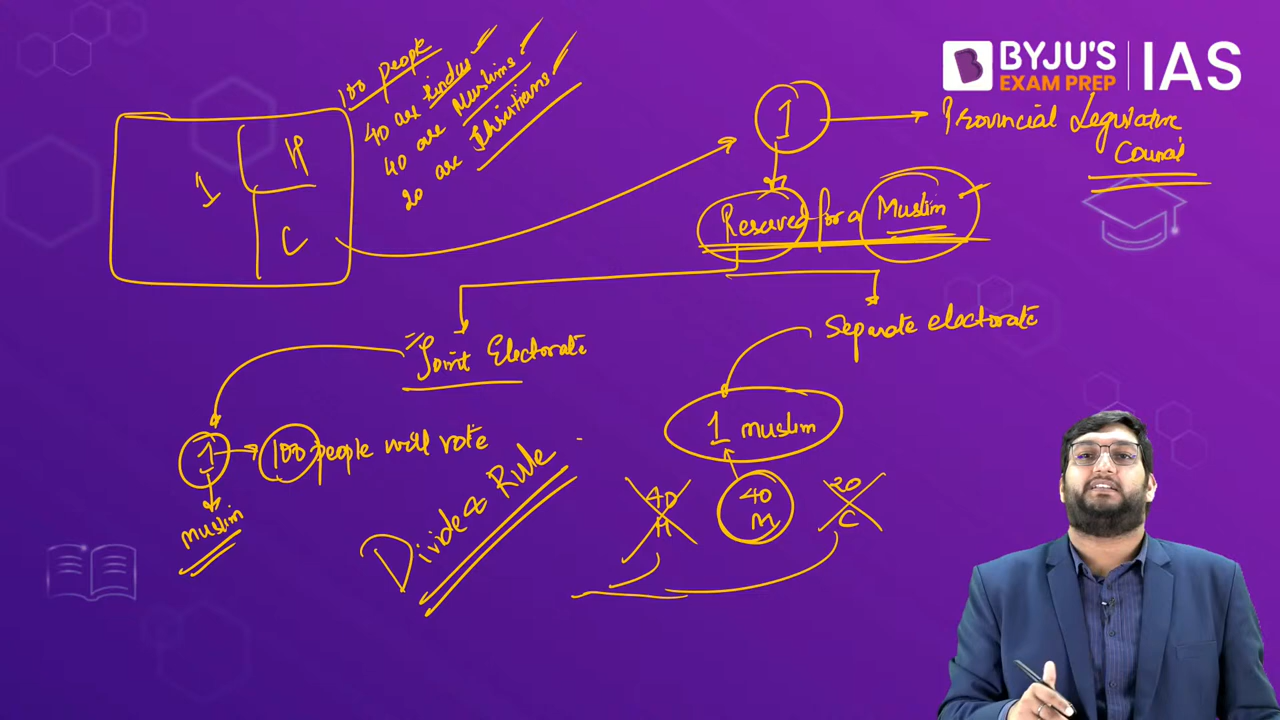 BYJU'S
EXAM PREP
IAS
100 people
40 are Hindus
40 are Muslims
20 are Christians
1
H
C
1
Provincial Legislative
Council
Reserved for a Muslim
Joint Electorate
Separate electorate
1
100 people will vote
muslim
1 muslim
40
H
40
M
20
C
Divide & Rule